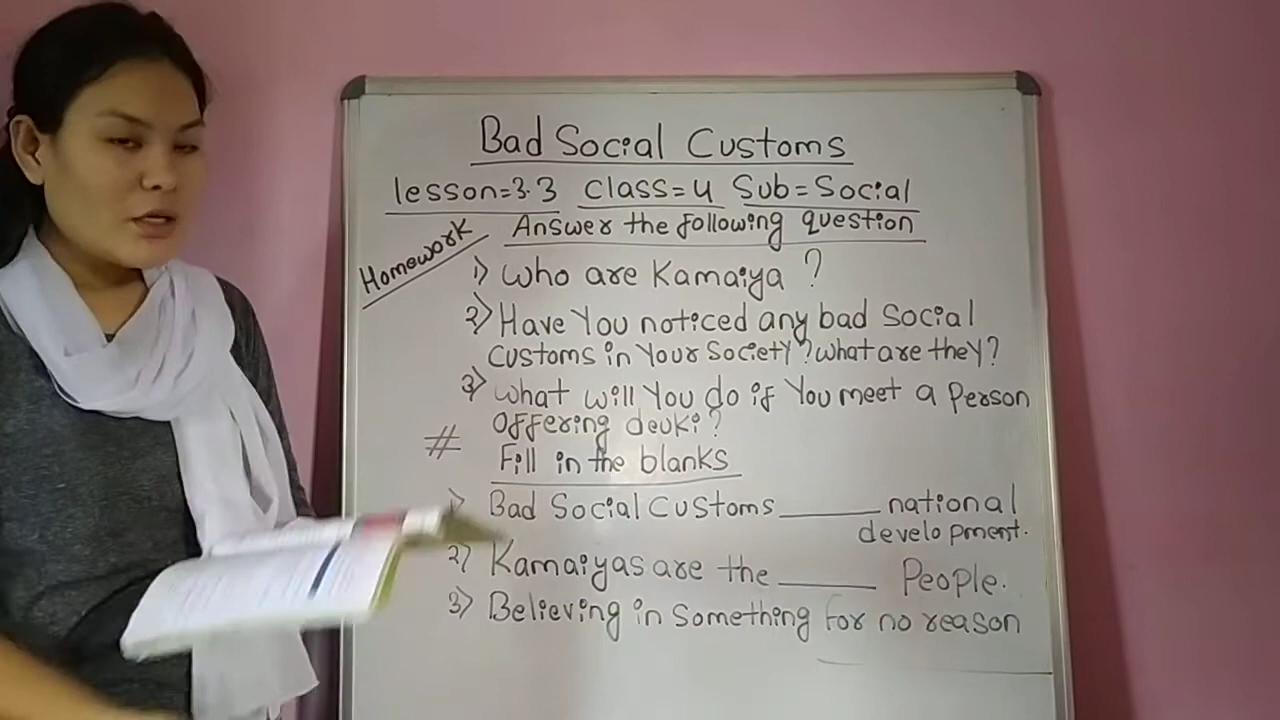 Bad Social Customs
lesson=3.3 Class=4 Sub=Social
Homework
Answer the following question
1) Who are Kamaiya ?
2) Have You noticed any bad Social
Customs in Your Society? What are they?
3) What will You do if You meet a Person
Offering deuki?
# Fill in the blanks
1) Bad Social Customs ______ national
development.
2) Kamaiyas are the ______ People.
3) Believing in Something for no reason